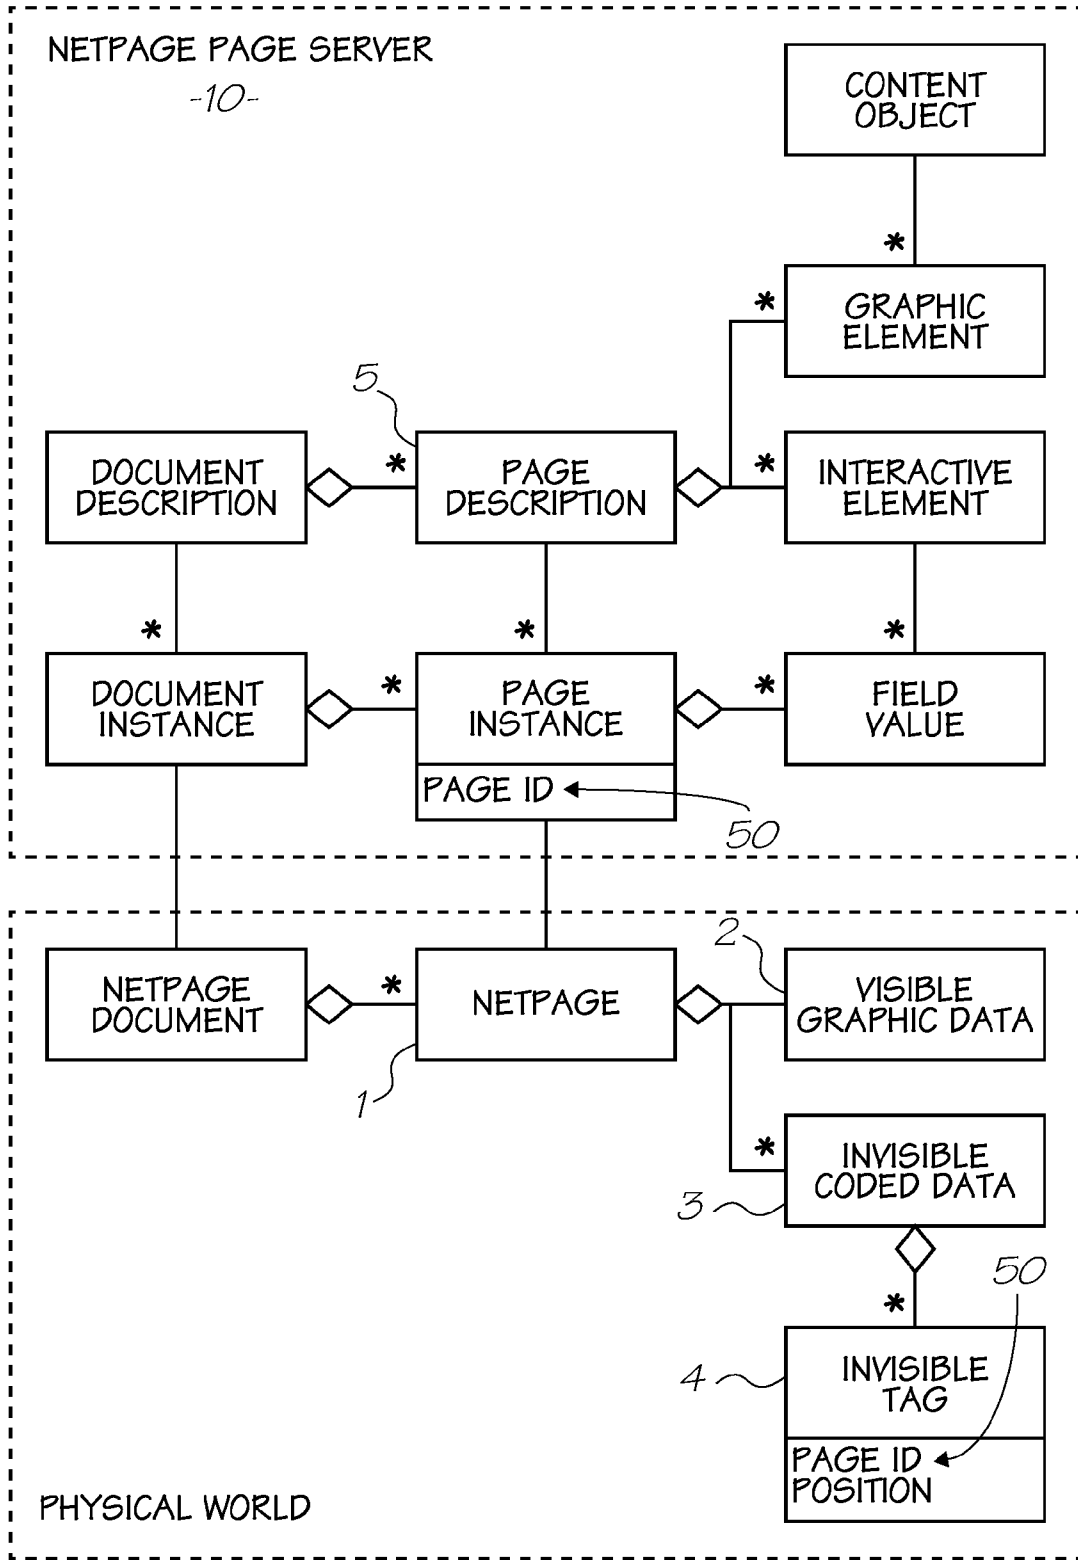 NETPAGE PAGE SERVER
-10-
CONTENT
OBJECT
*
GRAPHIC
ELEMENT
*
5
DOCUMENT
DESCRIPTION
*
PAGE
DESCRIPTION
*
INTERACTIVE
ELEMENT
*
*
*
DOCUMENT
INSTANCE
*
PAGE
INSTANCE
*
FIELD
VALUE
PAGE ID
50
2
NETPAGE
DOCUMENT
*
NETPAGE
VISIBLE
GRAPHIC DATA
1
*
INVISIBLE
CODED DATA
3
50
*
4
INVISIBLE
TAG
PAGE ID
POSITION
PHYSICAL WORLD